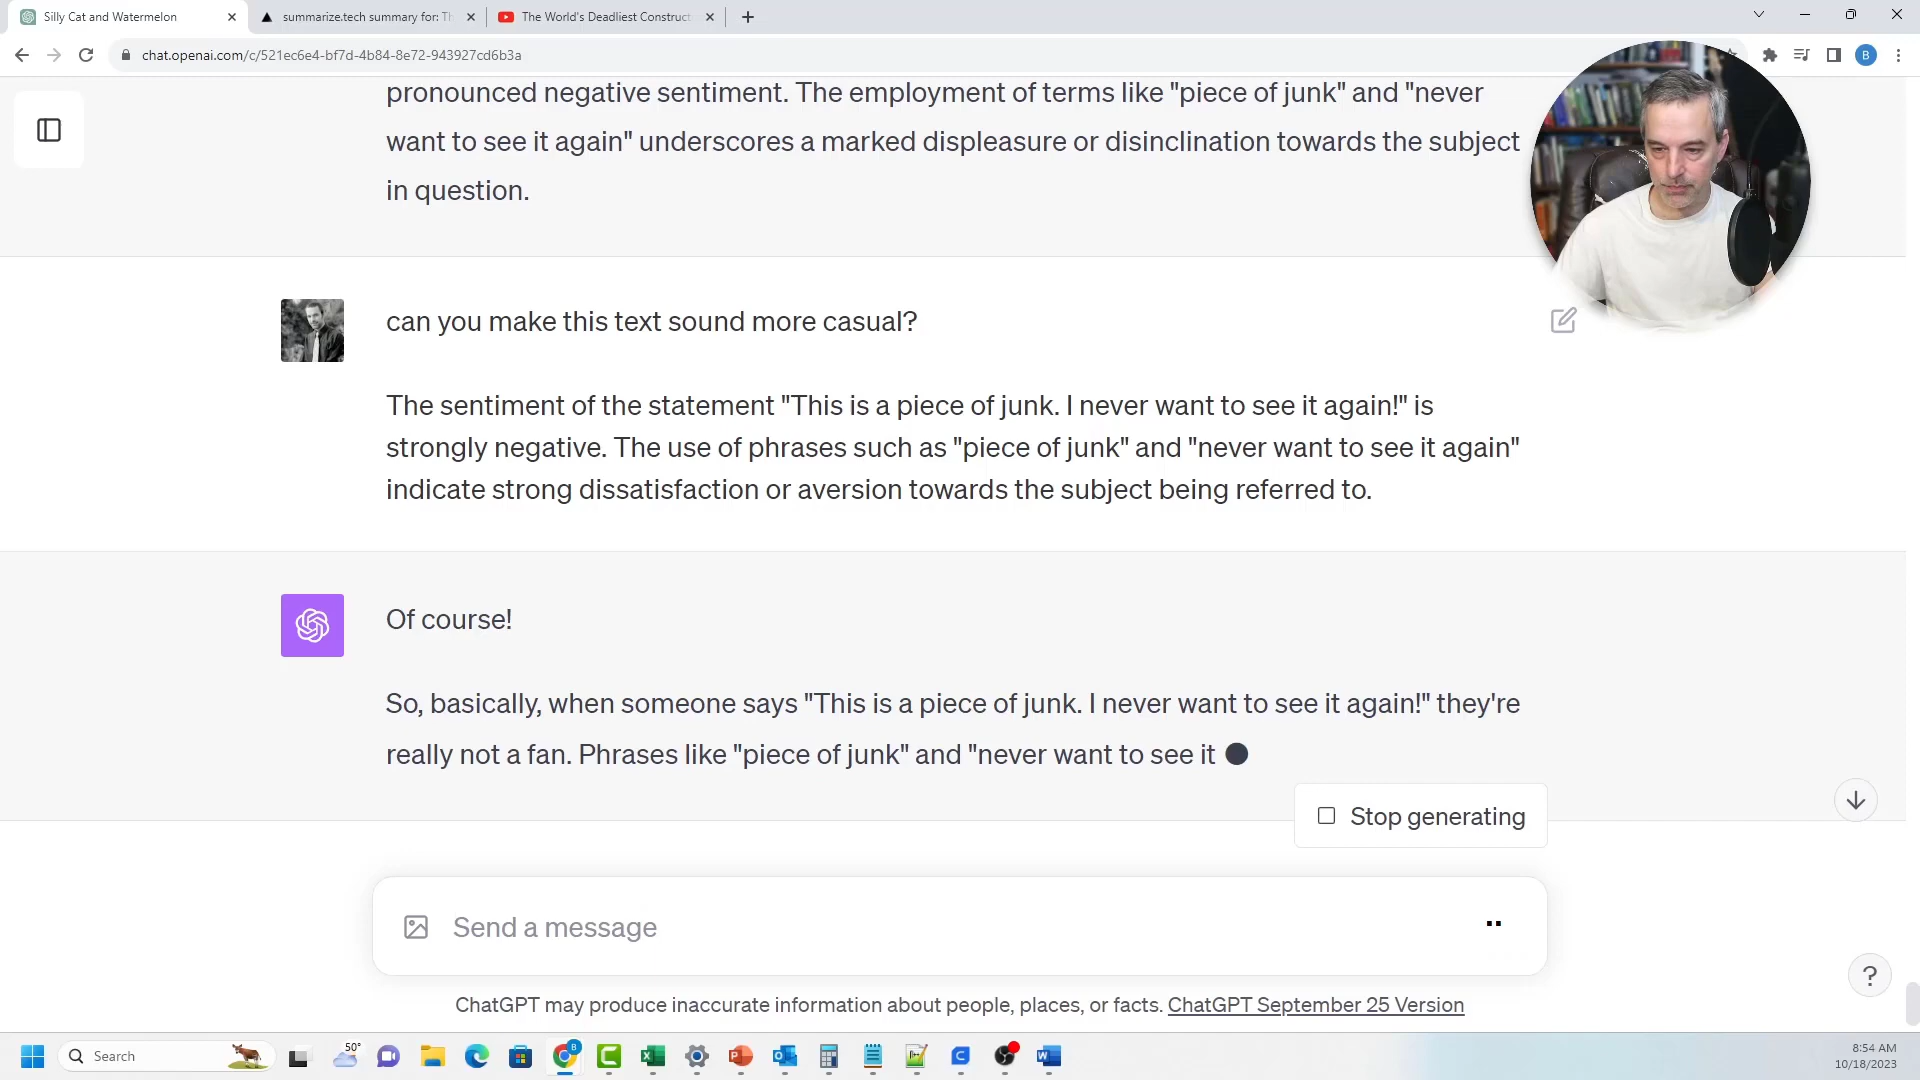 Silly Cat and Watermelon
summarize.tech summary for: Th
The World's Deadliest Construct
chat.openai.com/c/521ec6e4-bf7d-4b84-8e72-943927cd6b3a
B
pronounced negative sentiment. The employment of terms like "piece of junk" and "never
want to see it again" underscores a marked displeasure or disinclination towards the subject
in question.
can you make this text sound more casual?
The sentiment of the statement "This is a piece of junk. I never want to see it again!" is
strongly negative. The use of phrases such as "piece of junk" and "never want to see it again"
indicate strong dissatisfaction or aversion towards the subject being referred to.
Of course!
So, basically, when someone says "This is a piece of junk. I never want to see it again!" they're
really not a fan. Phrases like "piece of junk" and "never want to see it
Stop generating
Send a message
?
ChatGPT may produce inaccurate information about people, places, or facts. ChatGPT September 25 Version
Search
50°
8:54 AM
10/18/2023